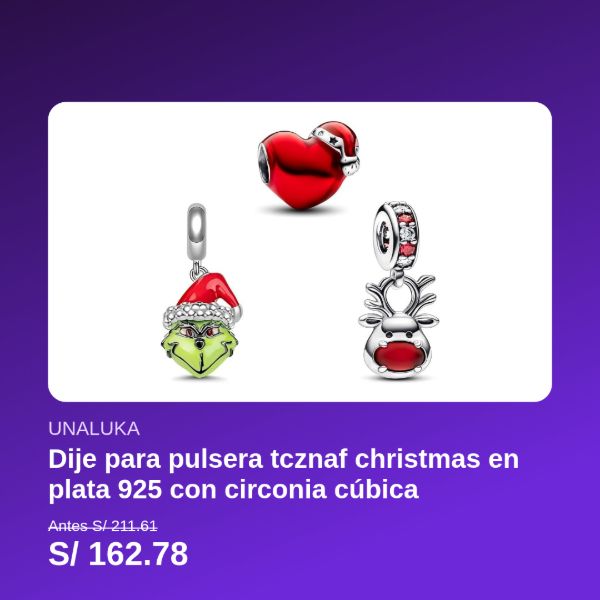 UNALUKA
Dije para pulsera tcznaf christmas en
plata 925 con circonia cúbica
Antes S/ 211.61
S/ 162.78